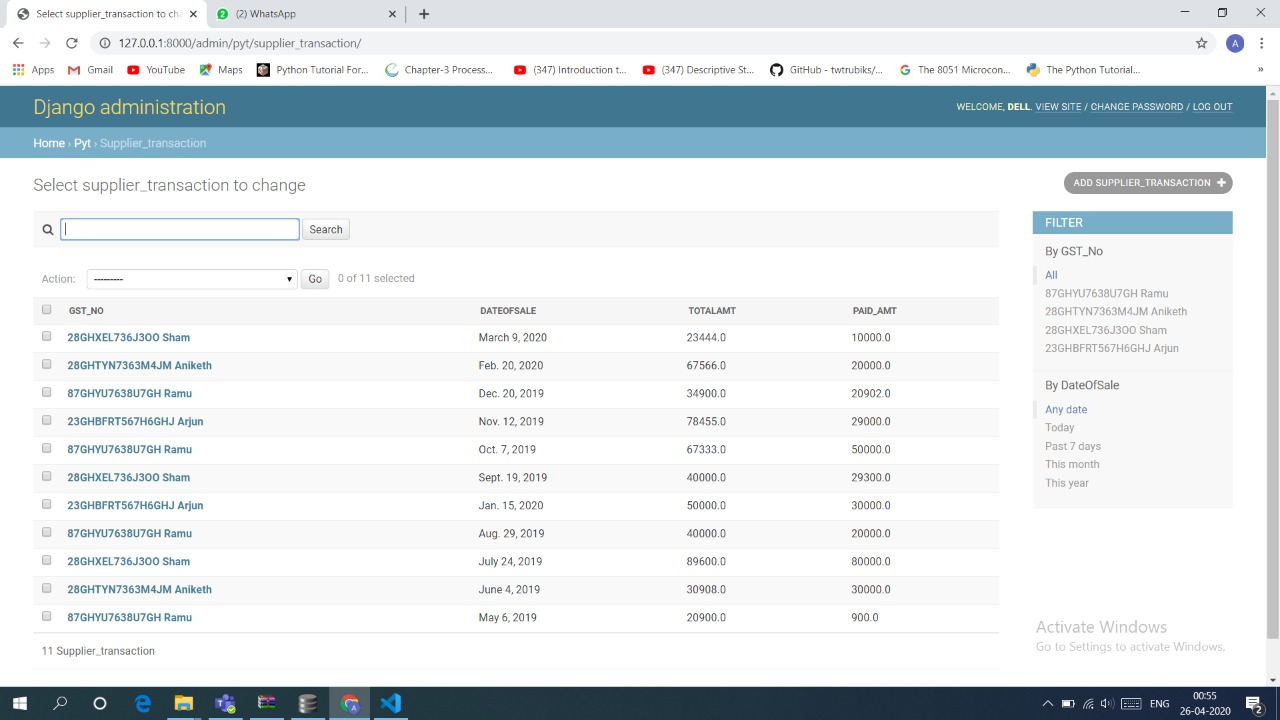 Select supplier_transaction to cha
(2) WhatsApp
127.0.0.1:8000/admin/pyt/supplier_transaction/
A
Apps Gmail YouTube Maps Python Tutorial For... Chapter-3 Process... (347) Introduction t... (347) Descriptive St... GitHub - twtrubiks/... The 8051 Microcon... The Python Tutorial... »
Django administration
WELCOME, DELL. VIEW SITE / CHANGE PASSWORD / LOG OUT
Home › Pyt › Supplier_transaction
Select supplier_transaction to change
ADD SUPPLIER_TRANSACTION +
Search
Action: --------- Go 0 of 11 selected
GST_NO DATEOFSALE TOTALAMT PAID_AMT
28GHXEL736J3OO Sham March 9, 2020 23444.0 10000.0
28GHTYN7363M4JM Aniketh Feb. 20, 2020 67566.0 20000.0
87GHYU7638U7GH Ramu Dec. 20, 2019 34900.0 20902.0
23GHBFRT567H6GHJ Arjun Nov. 12, 2019 78455.0 29000.0
87GHYU7638U7GH Ramu Oct. 7, 2019 67333.0 50000.0
28GHXEL736J3OO Sham Sept. 19, 2019 40000.0 29300.0
23GHBFRT567H6GHJ Arjun Jan. 15, 2020 50000.0 30000.0
87GHYU7638U7GH Ramu Aug. 29, 2019 40000.0 20000.0
28GHXEL736J3OO Sham July 24, 2019 89600.0 80000.0
28GHTYN7363M4JM Aniketh June 4, 2019 30908.0 30000.0
87GHYU7638U7GH Ramu May 6, 2019 20900.0 900.0
11 Supplier_transaction
FILTER
By GST_No
All
87GHYU7638U7GH Ramu
28GHTYN7363M4JM Aniketh
28GHXEL736J3OO Sham
23GHBFRT567H6GHJ Arjun
By DateOfSale
Any date
Today
Past 7 days
This month
This year
Activate Windows
Go to Settings to activate Windows.
ENG
00:55
26-04-2020
2